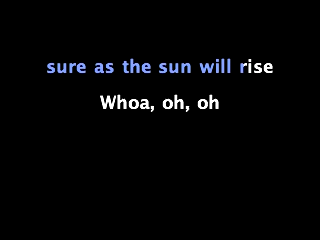 sure as the sun will rise
Whoa, oh, oh